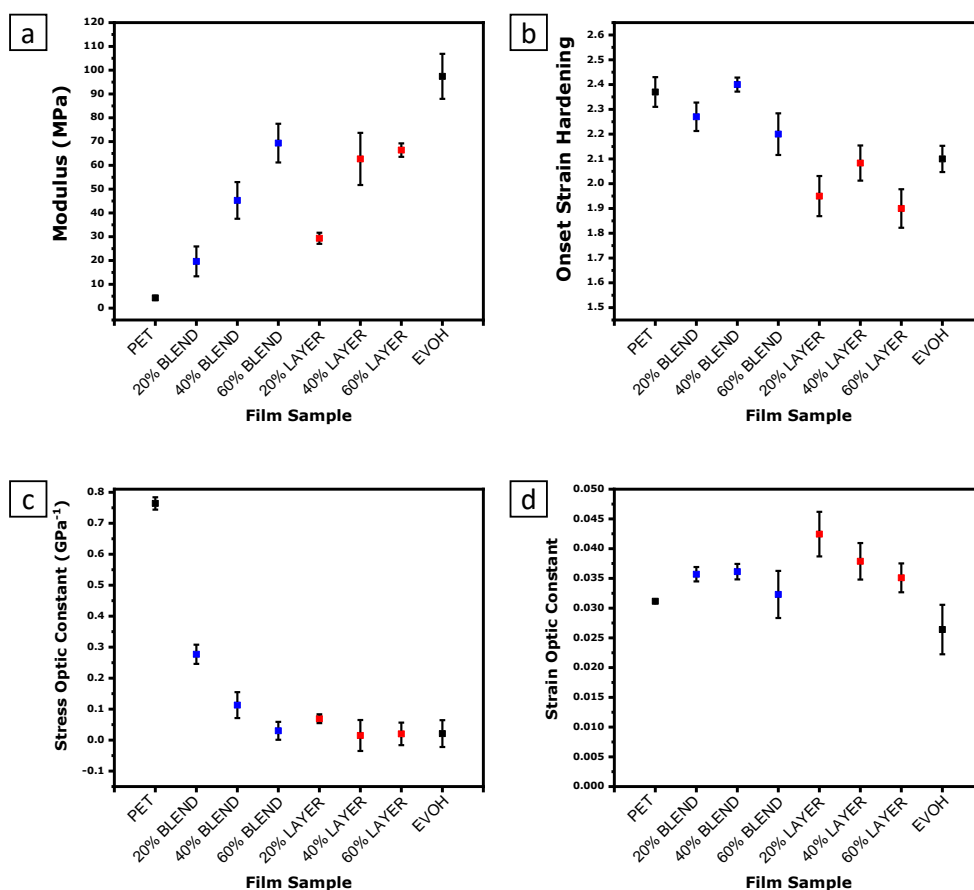 a
Modulus (MPa)
120
110
100
90
80
70
60
50
40
30
20
10
0
PET
20% BLEND
40% BLEND
60% BLEND
20% LAYER
40% LAYER
60% LAYER
EVOH
Film Sample
b
Onset Strain Hardening
2.6
2.5
2.4
2.3
2.2
2.1
2.0
1.9
1.8
1.7
1.6
1.5
PET
20% BLEND
40% BLEND
60% BLEND
20% LAYER
40% LAYER
60% LAYER
EVOH
Film Sample
c
Stress Optic Constant (GPa⁻¹)
0.8
0.7
0.6
0.5
0.4
0.3
0.2
0.1
0.0
−0.1
PET
20% BLEND
40% BLEND
60% BLEND
20% LAYER
40% LAYER
60% LAYER
EVOH
Film Sample
d
Strain Optic Constant
0.050
0.045
0.040
0.035
0.030
0.025
0.020
0.015
0.010
0.005
0.000
PET
20% BLEND
40% BLEND
60% BLEND
20% LAYER
40% LAYER
60% LAYER
EVOH
Film Sample